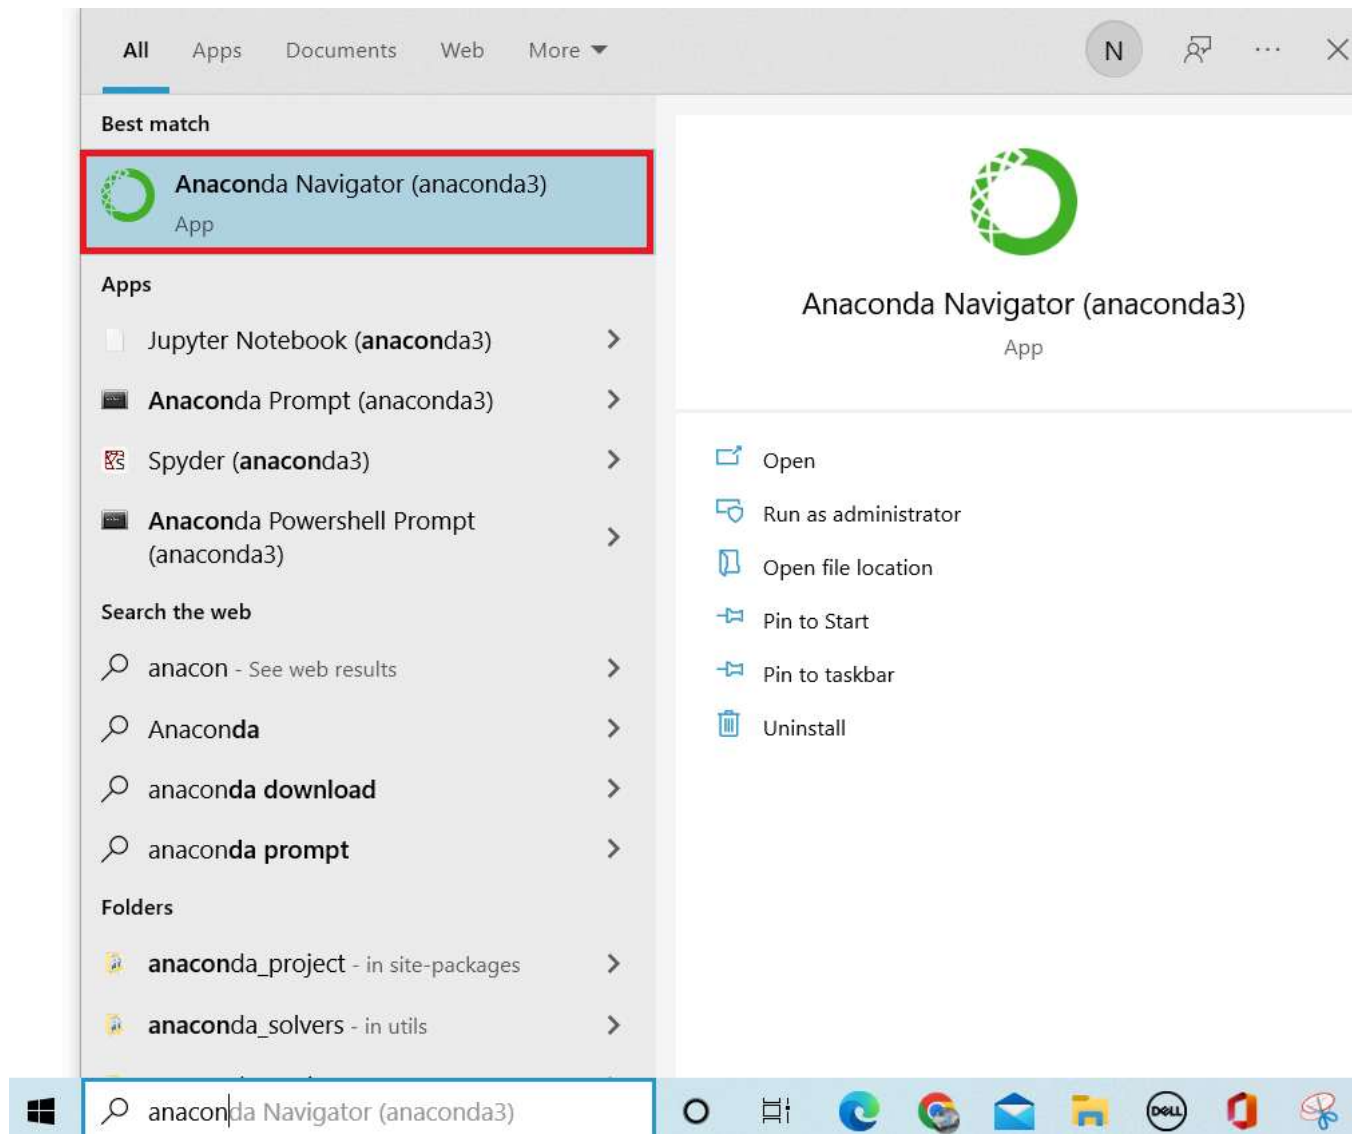 All Apps Documents Web More N
Best match
Anaconda Navigator (anaconda3)
App
Apps
Jupyter Notebook (anaconda3)
Anaconda Prompt (anaconda3)
Spyder (anaconda3)
Anaconda Powershell Prompt
(anaconda3)
Search the web
anacon - See web results
Anaconda
anaconda download
anaconda prompt
Folders
anaconda_project - in site-packages
anaconda_solvers - in utils
anaconda Navigator (anaconda3)
Anaconda Navigator (anaconda3)
App
Open
Run as administrator
Open file location
Pin to Start
Pin to taskbar
Uninstall
DELL